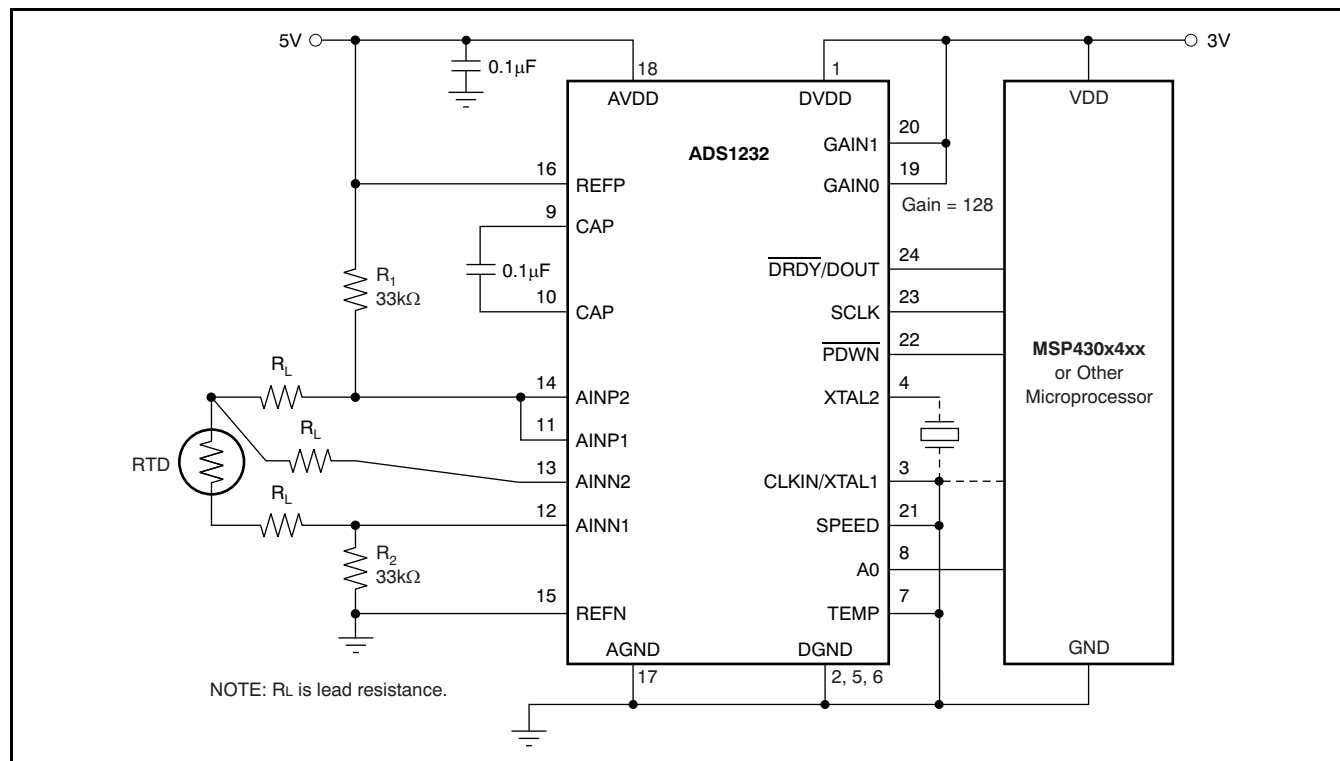 5V
3V
0.1μF
18
1
AVDD
DVDD
VDD
ADS1232
20
GAIN1
16
REFP
19
GAIN0
Gain = 128
9
CAP
R1
33kΩ
0.1μF
10
CAP
24
DRDY/DOUT
23
SCLK
22
PDWN
MSP430x4xx
or Other
Microprocessor
RL
14
AINP2
4
XTAL2
11
AINP1
RL
RTD
13
AINN2
3
CLKIN/XTAL1
RL
12
AINN1
21
SPEED
R2
33kΩ
8
A0
15
REFN
7
TEMP
AGND
DGND
GND
17
2, 5, 6
NOTE: RL is lead resistance.